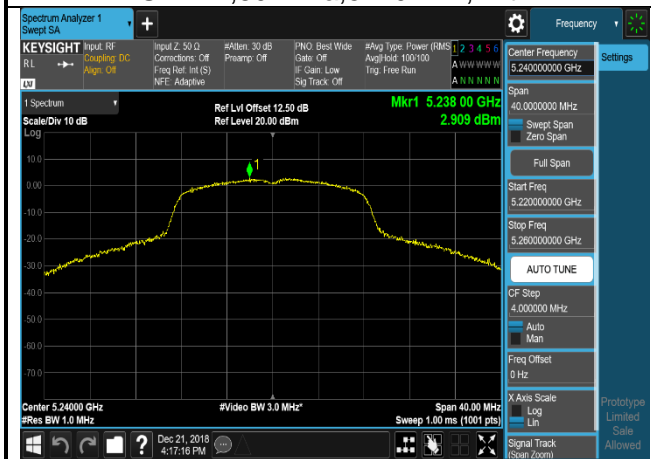 Spectrum Analyzer 1
Swept SA
+
Frequency
KEYSIGHT
Input: RF
Coupling: DC
Align: Off
Input Z: 50 Ω
Corrections: Off
Freq Ref: Int (S)
NFE: Adaptive
#Atten: 30 dB
Preamp: Off
PNO: Best Wide
Gate: Off
IF Gain: Low
Sig Track: Off
#Avg Type: Power (RMS
Avg|Hold: 100/100
Trig: Free Run
1 2 3 4 5 6
A W W W W W
A N N N N N
R L
LXI
Center Frequency
5.240000000 GHz
Settings
Span
40.0000000 MHz
Swept Span
Zero Span
Full Span
Start Freq
5.220000000 GHz
Stop Freq
5.260000000 GHz
AUTO TUNE
CF Step
4.000000 MHz
Auto
Man
Freq Offset
0 Hz
X Axis Scale
Log
Lin
Signal Track
(Span Zoom)
Prototype
Limited
Sale
Allowed
1 Spectrum
Scale/Div 10 dB
Log
Ref Lvl Offset 12.50 dB
Ref Level 20.00 dBm
Mkr1 5.238 00 GHz
2.909 dBm
1
10.0
0.00
-10.0
-20.0
-30.0
-40.0
-50.0
-60.0
-70.0
Center 5.24000 GHz
#Res BW 1.0 MHz
#Video BW 3.0 MHz*
Span 40.00 MHz
Sweep 1.00 ms (1001 pts)
?
Dec 21, 2018
4:17:16 PM